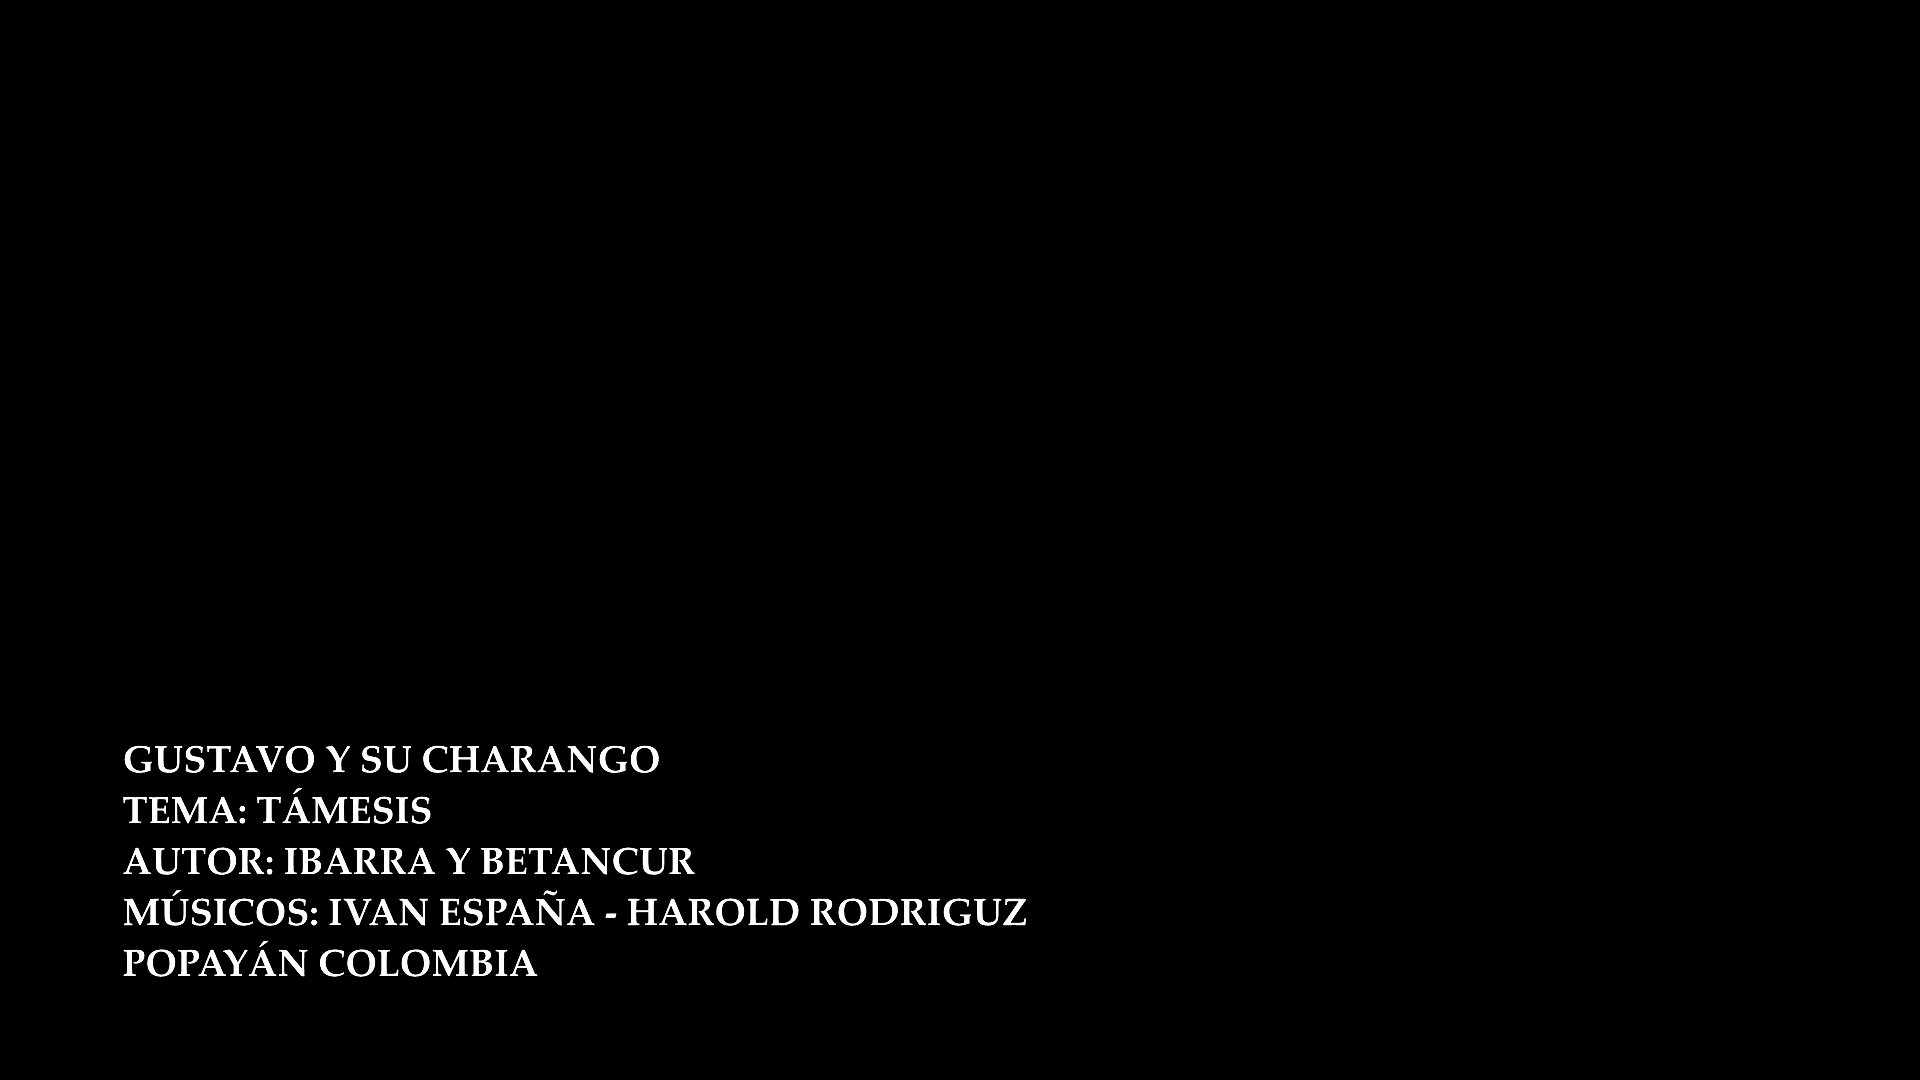 GUSTAVO Y SU CHARANGO
TEMA: TÁMESIS
AUTOR: IBARRA Y BETANCUR
MÚSICOS: IVAN ESPAÑA - HAROLD RODRIGUZ
POPAYÁN COLOMBIA